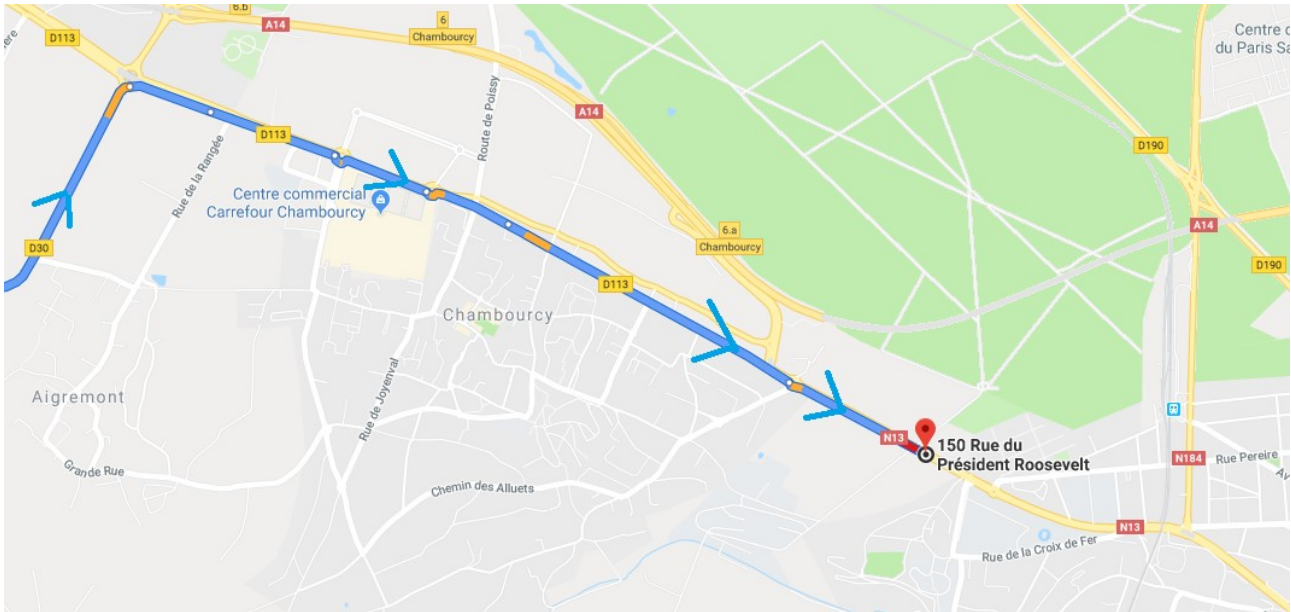 6.b
A14
6
Chambourcy
D113
Centre
du Paris Sa
Route de Poissy
A14
D113
D190
Rue de la Rangée
Centre commercial
Carrefour Chambourcy
6.a
Chambourcy
A14
D30
D190
D113
Chambourcy
Aigremont
Rue de Joyenval
N13
150 Rue du
Président Roosevelt
Grande Rue
N184
Rue Pereire
Chemin des Alluets
N13
Rue de la Croix de Fer